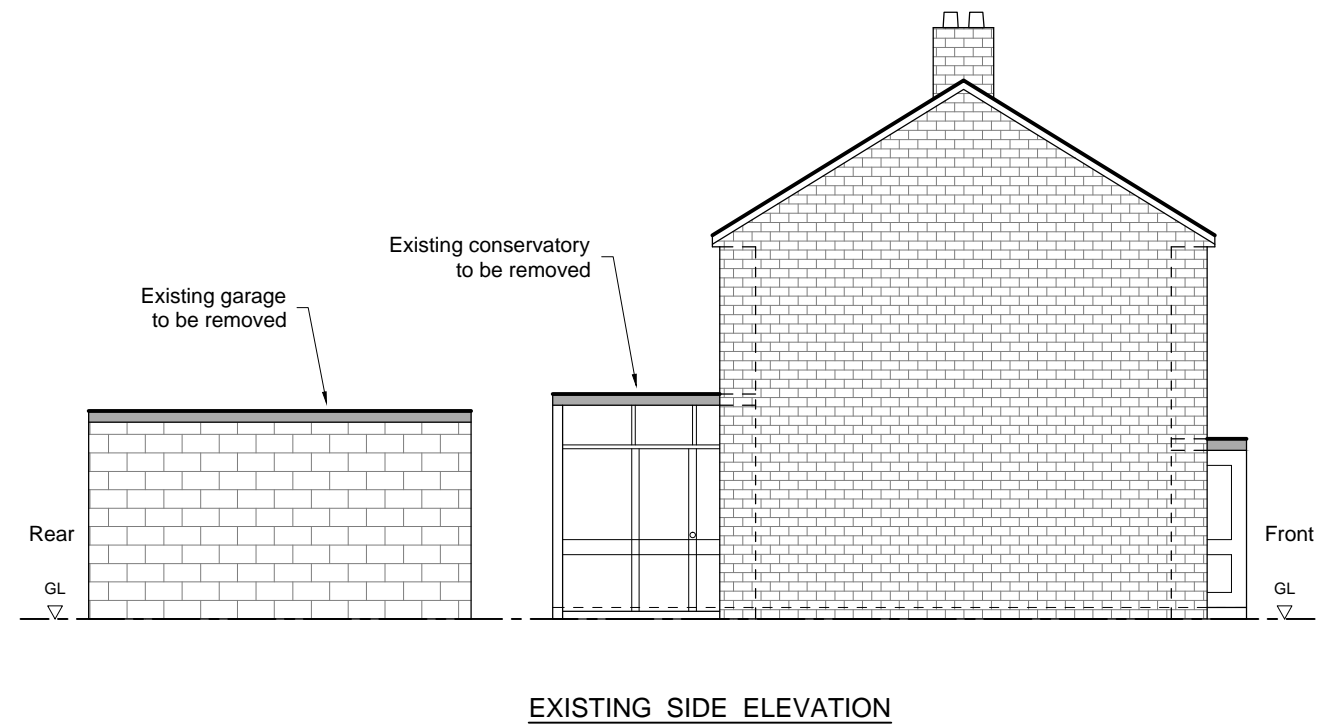 Existing conservatory
to be removed
Existing garage
to be removed
Rear
Front
GL
GL
EXISTING SIDE ELEVATION